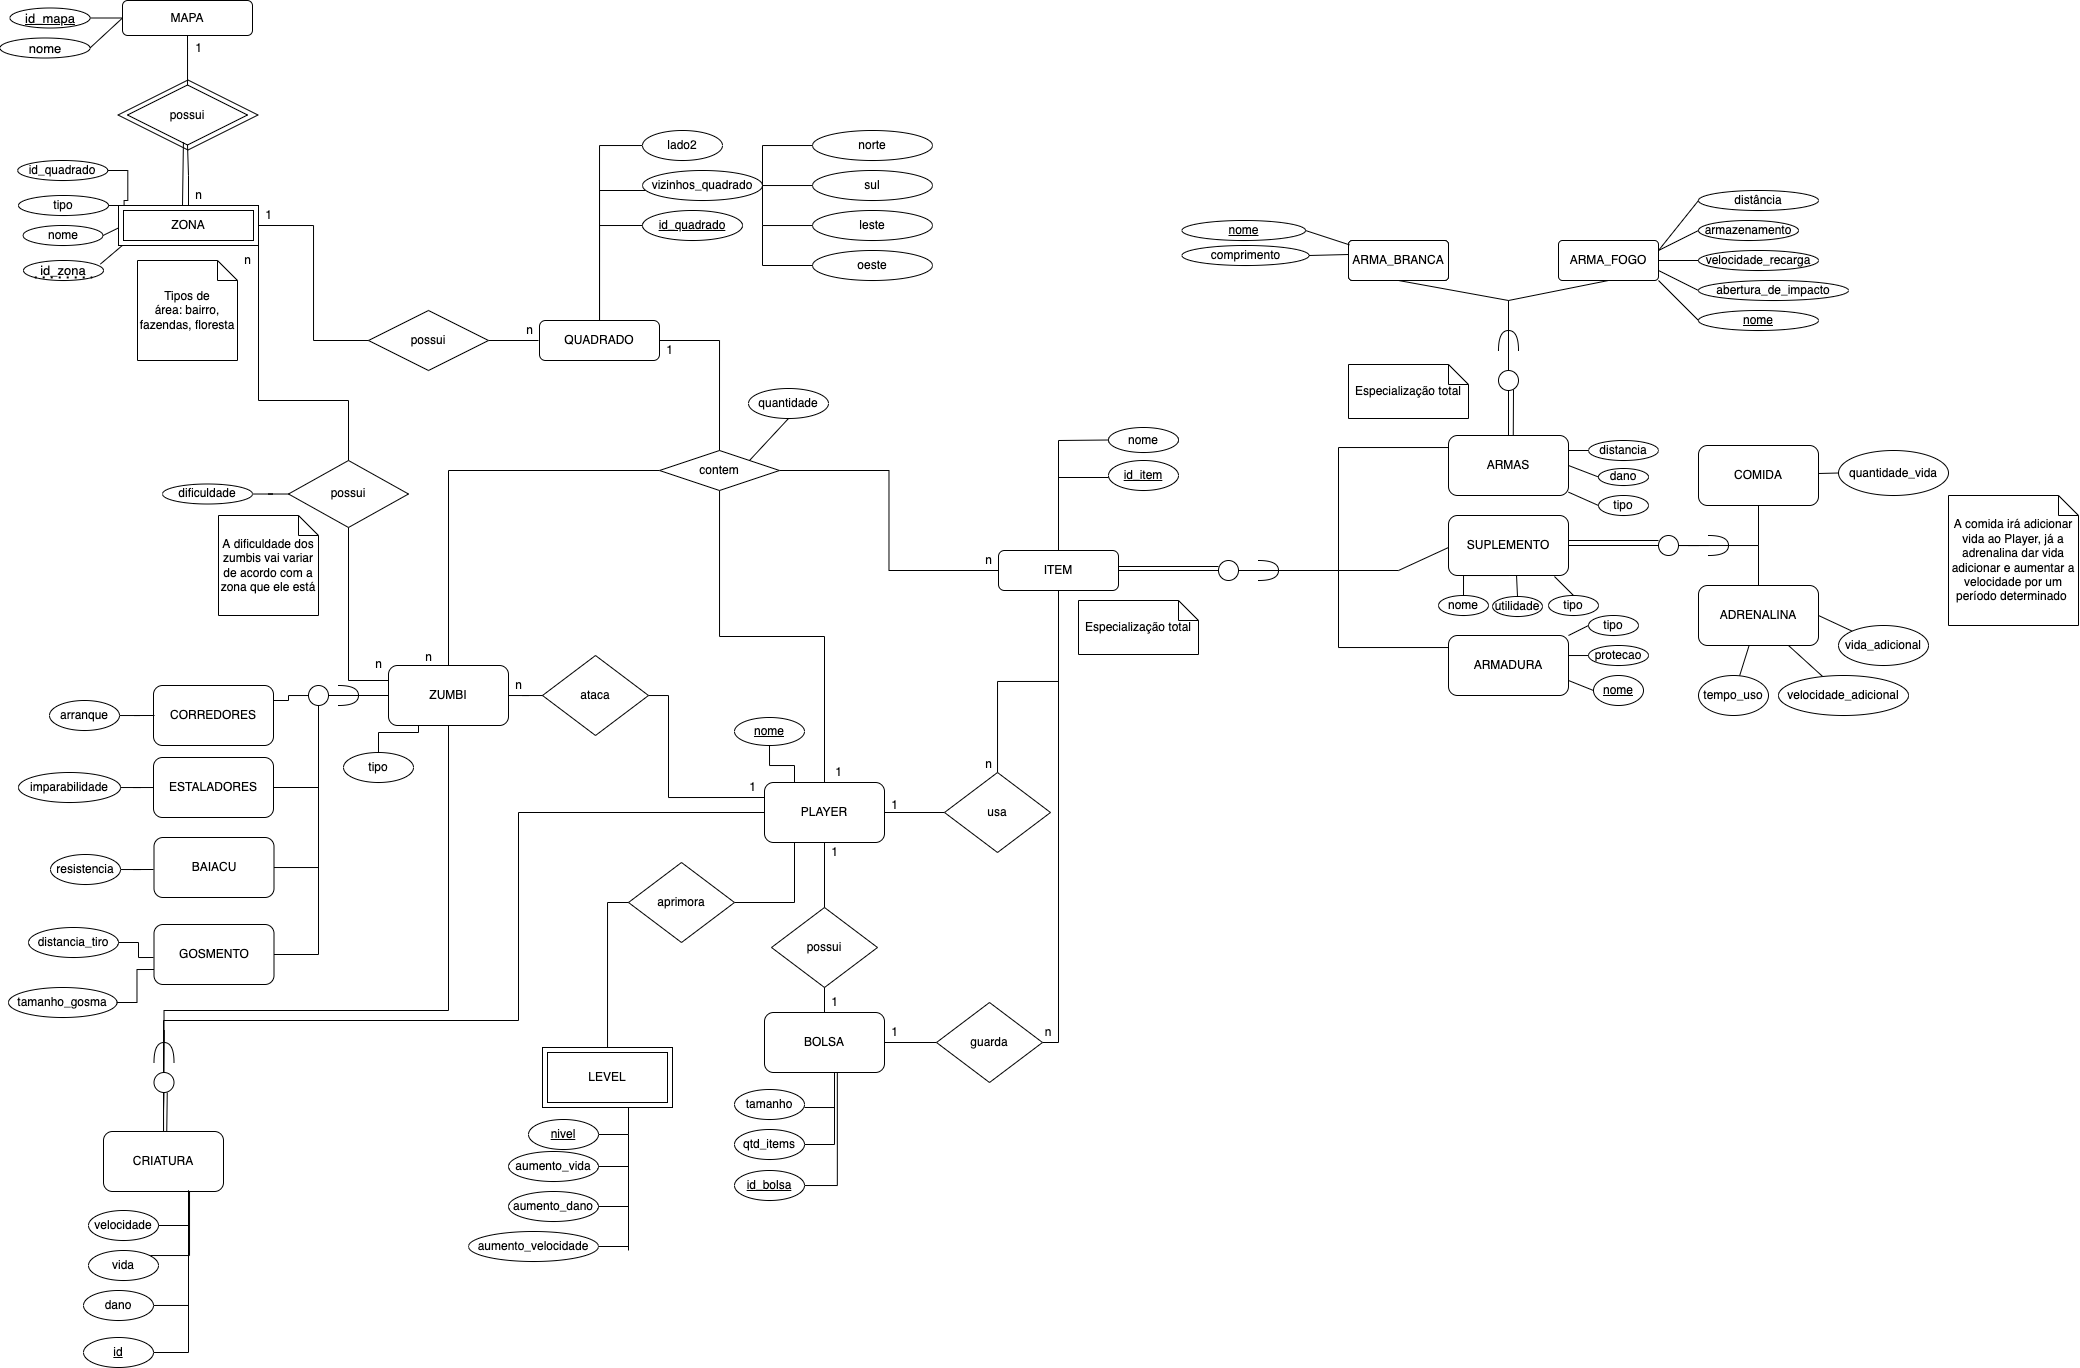 id_mapa
MAPA
nome
1
possui
id_quadrado
n
tipo
ZONA
1
nome
id_zona
n
Tipos de
área: bairro,
fazendas, floresta
lado2
vizinhos_quadrado
id_quadrado
norte
sul
leste
oeste
possui
n
QUADRADO
1
quantidade
contem
dificuldade
possui
A dificuldade dos
zumbis vai variar
de acordo com a
zona que ele está
nome
comprimento
ARMA_BRANCA
ARMA_FOGO
distância
armazenamento
velocidade_recarga
abertura_de_impacto
nome
Especialização total
nome
id_item
n
ITEM
Especialização total
ARMAS
distancia
dano
tipo
SUPLEMENTO
nome
utilidade
tipo
ARMADURA
tipo
protecao
nome
COMIDA
quantidade_vida
ADRENALINA
vida_adicional
tempo_uso
velocidade_adicional
A comida irá adicionar
vida ao Player, já a
adrenalina dar vida
adicionar e aumentar a
velocidade por um
período determinado
n
n
ZUMBI
n
ataca
tipo
arranque
CORREDORES
imparabilidade
ESTALADORES
resistencia
BAIACU
distancia_tiro
GOSMENTO
tamanho_gosma
nome
1
1
PLAYER
1
n
usa
1
aprimora
possui
1
BOLSA
1
guarda
n
tamanho
qtd_items
id_bolsa
LEVEL
nivel
aumento_vida
aumento_dano
aumento_velocidade
CRIATURA
velocidade
vida
dano
id